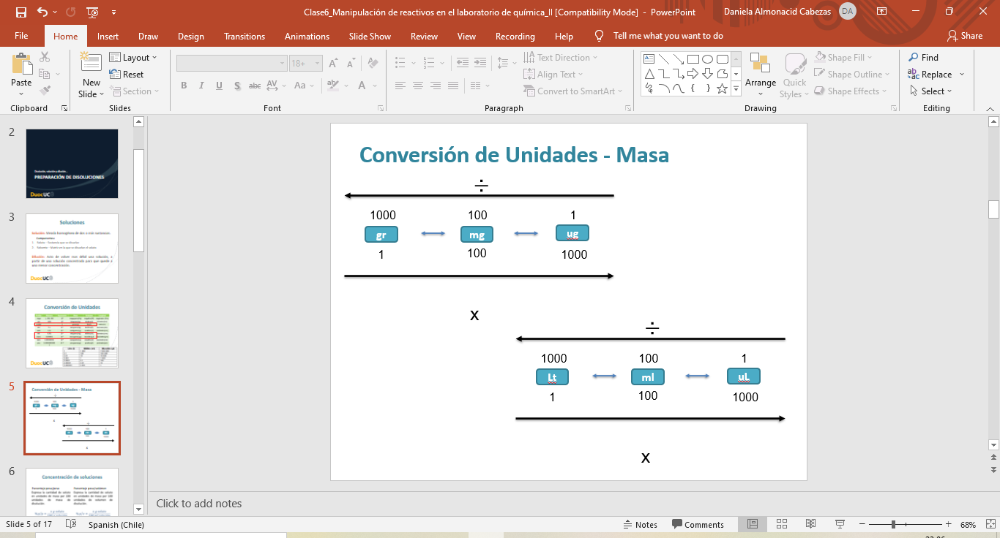 Clase6_Manipulación de reactivos en el laboratorio de química_II [Compatibility Mode] - PowerPoint
Daniela Almonacid Cabezas
DA
File Home Insert Draw Design Transitions Animations Slide Show Review View Recording Help Tell me what you want to do Share
Paste
Clipboard
New Slide
Layout
Reset
Section
Slides
18+
B I U S abc AV Aa
A
Font
Text Direction
Align Text
Convert to SmartArt
Paragraph
Arrange
Quick Styles
Shape Fill
Shape Outline
Shape Effects
Drawing
Find
Replace
Select
Editing
2
PREPARACIÓN DE DISOLUCIONES
DuocUC
3
Soluciones
DuocUC
4
Conversión de Unidades
DuocUC
5
Conversión de Unidades - Masa
6
Concentración de soluciones
Conversión de Unidades - Masa
÷
1000 100 1
gr mg ug
1 100 1000
x
÷
1000 100 1
Lt ml uL
1 100 1000
x
Click to add notes
Slide 5 of 17
Spanish (Chile)
Notes
Comments
68%